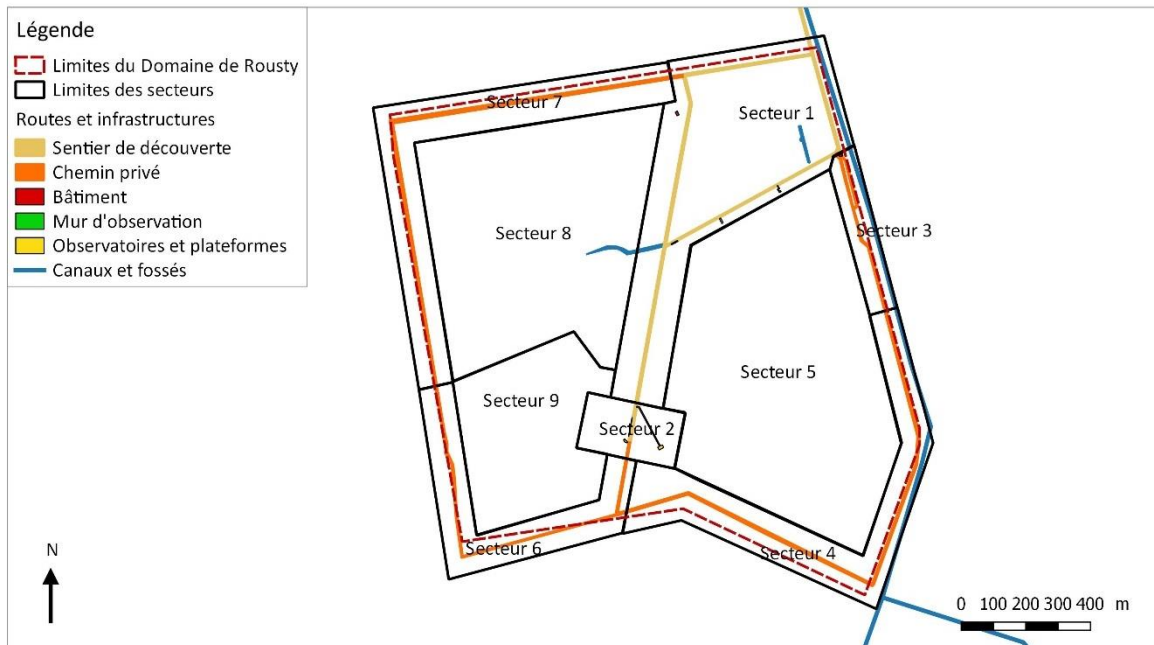 Légende
Limites du Domaine de Rousty
Limites des secteurs
Routes et infrastructures
Sentier de découverte
Chemin privé
Bâtiment
Mur d'observation
Observatoires et plateformes
Canaux et fossés
Secteur 7
Secteur 1
Secteur 8
Secteur 3
Secteur 5
Secteur 9
Secteur 2
Secteur 6
Secteur 4
N
0 100 200 300 400 m